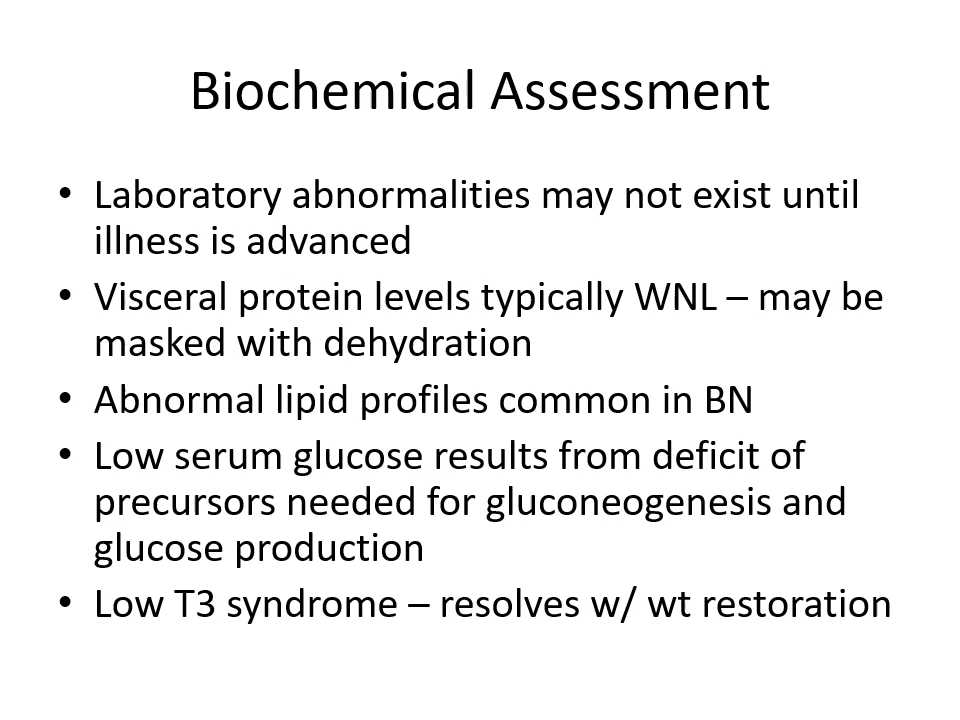 Biochemical Assessment
• Laboratory abnormalities may not exist until
illness is advanced
• Visceral protein levels typically WNL – may be
masked with dehydration
• Abnormal lipid profiles common in BN
• Low serum glucose results from deficit of
precursors needed for gluconeogenesis and
glucose production
• Low T3 syndrome – resolves w/ wt restoration